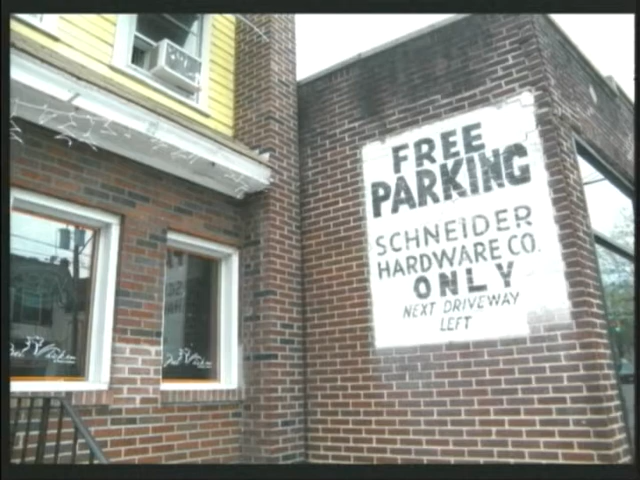 FREE
PARKING
SCHNEIDER
HARDWARE CO.
ONLY
NEXT DRIVEWAY
LEFT